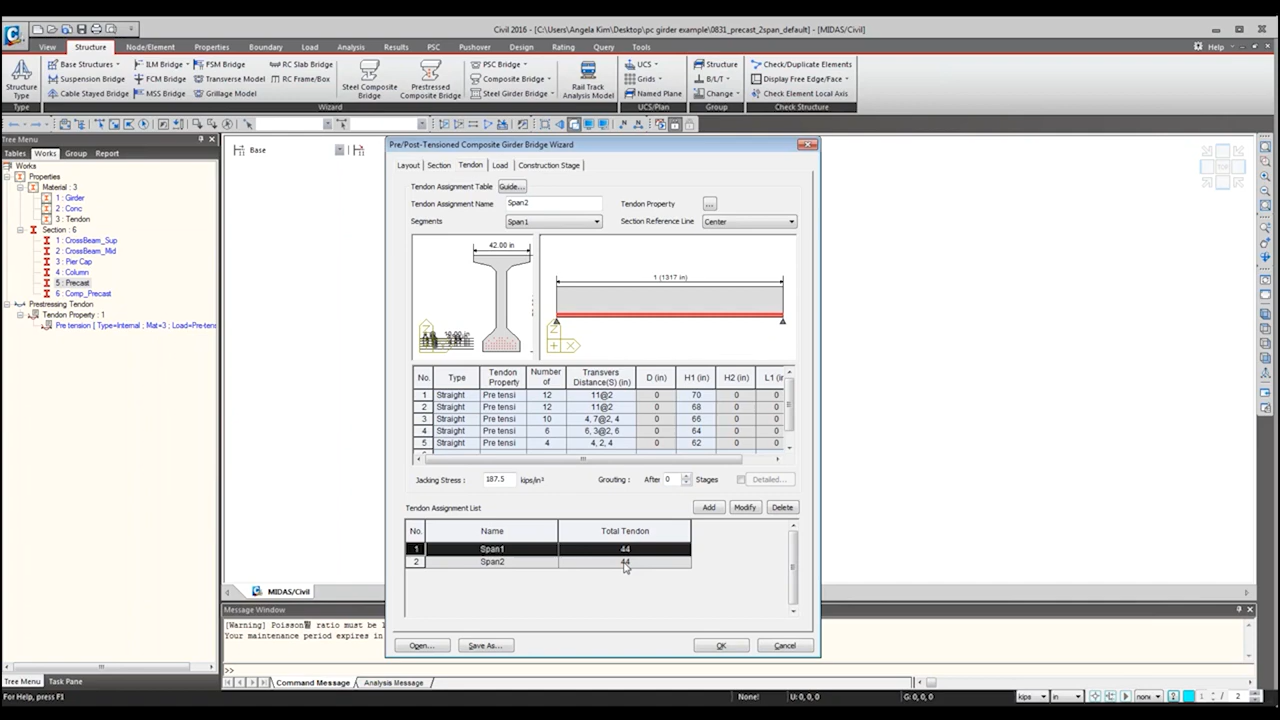 Civil 2016 - [C:\Users\Angela Kim\Desktop\pc girder example\0831_precast_2span_default] - [MIDAS/Civil]
View Structure Node/Element Properties Boundary Load Analysis Results PSC Pushover Design Rating Query Tools Help
Base Structures ILM Bridge FSM Bridge RC Slab Bridge PSC Bridge UCS Structure Check/Duplicate Elements
Suspension Bridge FCM Bridge Transverse Model RC Frame/Box Composite Bridge Grids B/L/T Display Free Edge/Face
Cable Stayed Bridge MSS Bridge Grillage Model Steel Girder Bridge Named Plane Change Check Element Local Axis
Structure Type
Steel Composite Bridge
Prestressed Composite Bridge
Rail Track Analysis Model
Type Wizard UCS/Plan Group Check Structure
Tree Menu
Tables Works Group Report
Works
Properties
Material : 3
1 : Girder
2 : Conc
3 : Tendon
Section : 6
1 : CrossBeam_Sup
2 : CrossBeam_Mid
3 : Pier Cap
4 : Column
5 : Precast
6 : Comp_Precast
Prestressing Tendon
Tendon Property : 1
Pre tension [ Type=Internal ; Mat=3 ; Load=Pre-tens
Base
TOP
Pre/Post-Tensioned Composite Girder Bridge Wizard
Layout Section Tendon Load Construction Stage
Tendon Assignment Table Guide...
Tendon Assignment Name Span2 Tendon Property ...
Segments Span1 Section Reference Line Center
42.00 in
1 (1317 in)
Z
Z
X
No. Type Tendon Property Number of Transvers Distance(S) (in) D (in) H1 (in) H2 (in) L1 (ir
1 Straight Pre tensi 12 11@2 0 70 0 0
2 Straight Pre tensi 12 11@2 0 68 0 0
3 Straight Pre tensi 10 4, 7@2, 4 0 66 0 0
4 Straight Pre tensi 6 6, 3@2, 6 0 64 0 0
5 Straight Pre tensi 4 4, 2, 4 0 62 0 0
Jacking Stress : 187.5 kips/in² Grouting : After 0 Stages Detailed...
Tendon Assignment List Add Modify Delete
No. Name Total Tendon
1 Span1 44
2 Span2 44
Open... Save As... OK Cancel
MIDAS/Civil
Message Window
[Warning] Poisson's ratio must be l
Your maintenance period expires in
>>
Tree Menu Task Pane
Command Message Analysis Message
For Help, press F1 None! U: 0, 0, 0 G: 0, 0, 0 kips in none ? 1 / 2